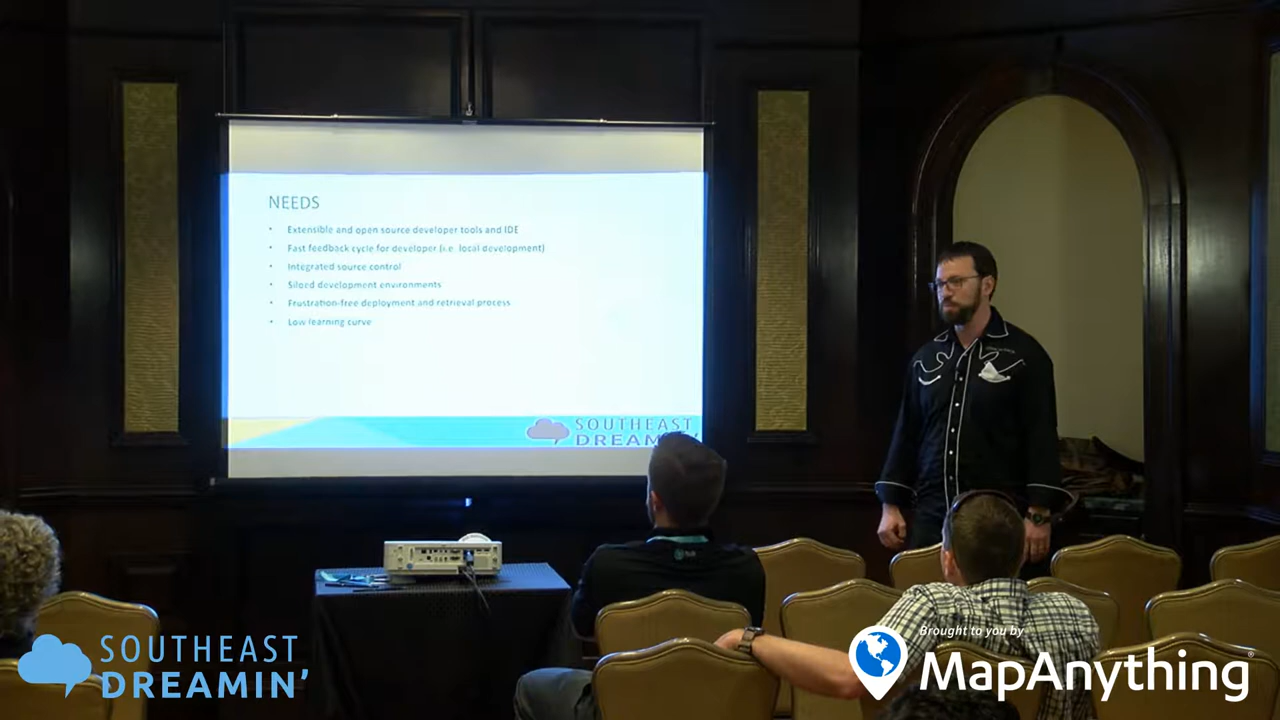 NEEDS
• Extensible and open source developer tools and IDE
• Fast feedback cycle for developer (i.e. local development)
• Integrated source control
• Siloed development environments
• Frustration-free deployment and retrieval process
• Low learning curve
SOUTHEAST
DREAMIN'
SOUTHEAST
DREAMIN'
Brought to you by
MapAnything®